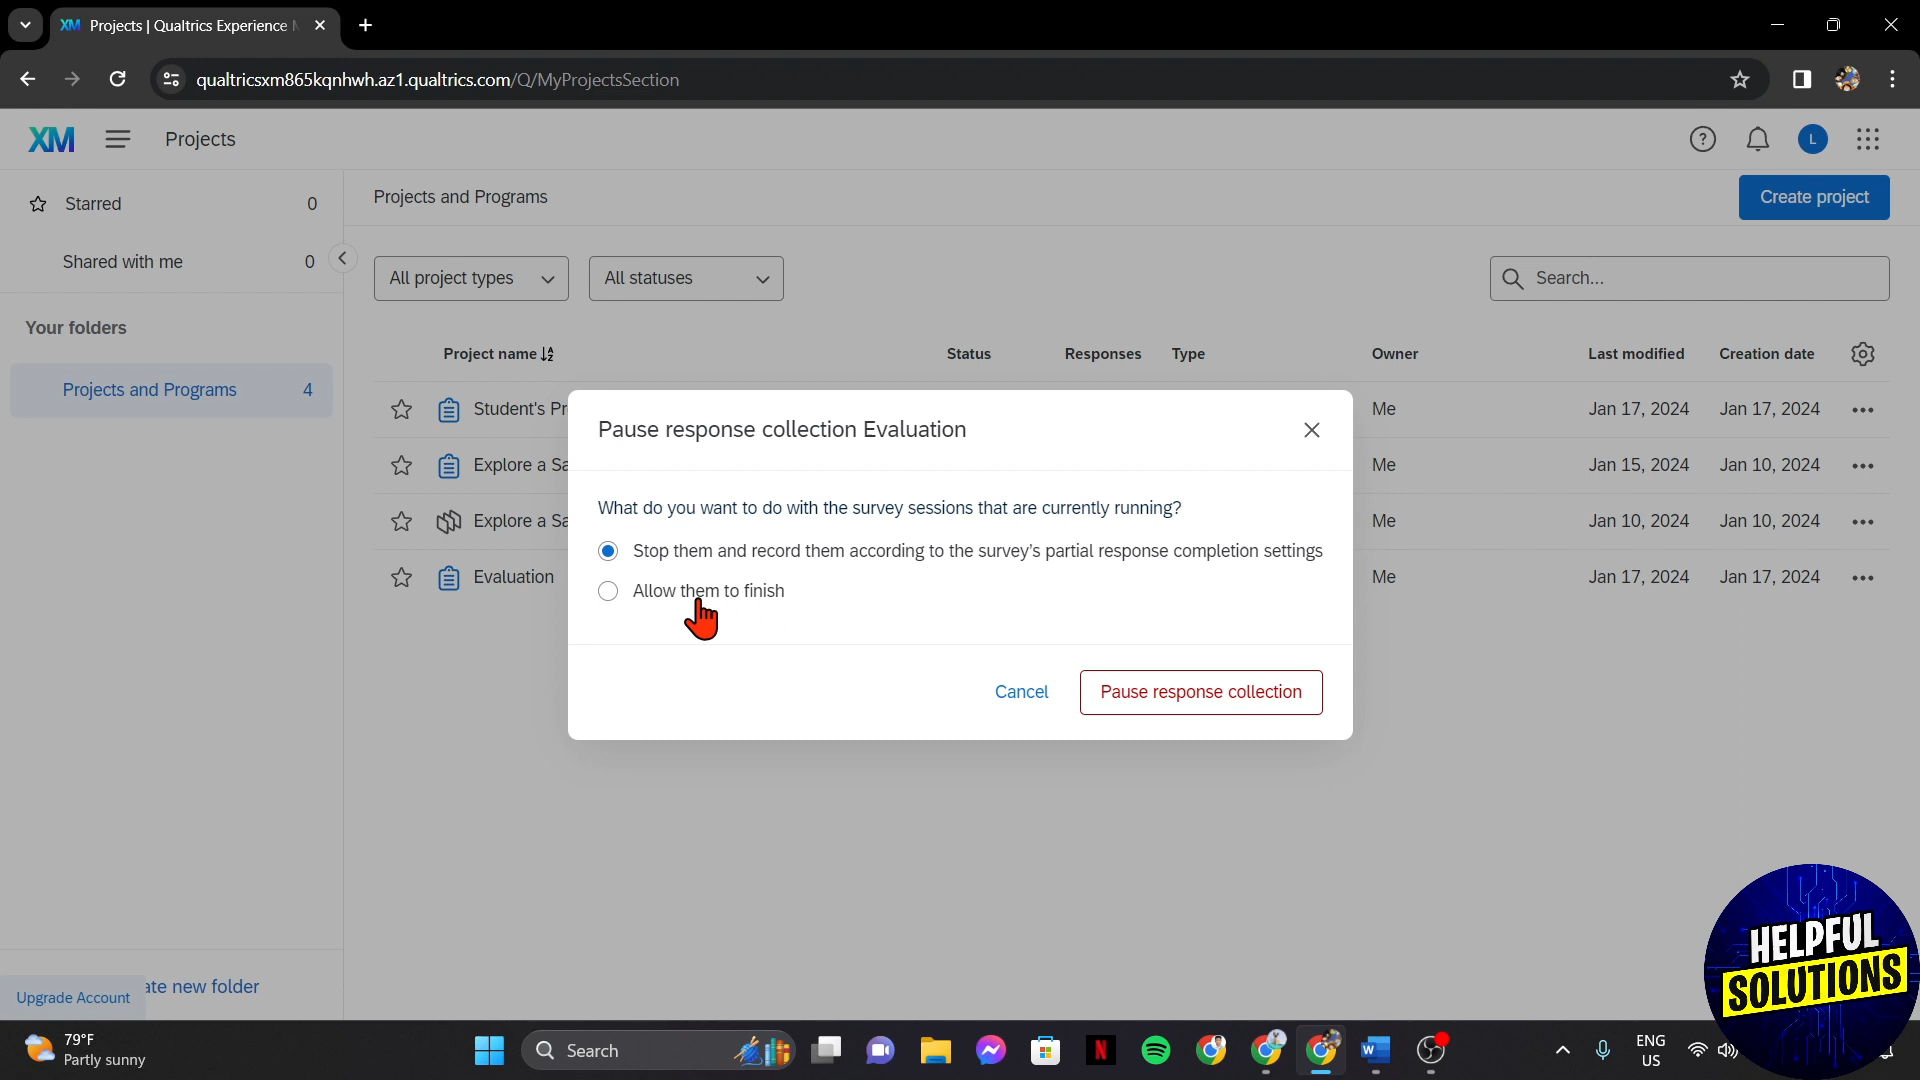 XM Projects | Qualtrics Experience
qualtricsxm865kqnhwh.az1.qualtrics.com/Q/MyProjectsSection
XM Projects L
Starred 0
Shared with me 0
Your folders
Projects and Programs 4
Projects and Programs
Create project
All project types All statuses Search...
Project name Status Responses Type Owner Last modified Creation date
Student's Pr Me Jan 17, 2024 Jan 17, 2024
Explore a Sa Me Jan 15, 2024 Jan 10, 2024
Explore a Sa Me Jan 10, 2024 Jan 10, 2024
Evaluation Me Jan 17, 2024 Jan 17, 2024
Pause response collection Evaluation
What do you want to do with the survey sessions that are currently running?
Stop them and record them according to the survey's partial response completion settings
Allow them to finish
Cancel Pause response collection
ate new folder
Upgrade Account
HELPFUL
SOLUTIONS
79°F
Partly sunny
Search
N
W
ENG
US